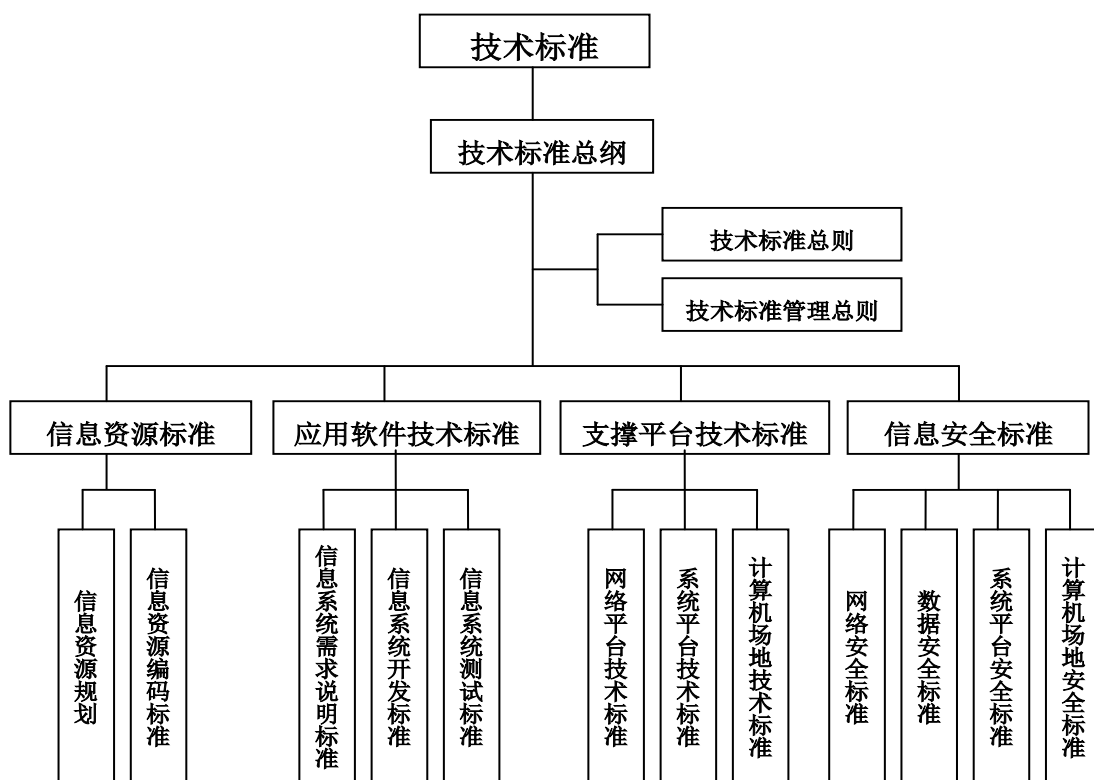 技术标准
技术标准总纲
技术标准总则
技术标准管理总则
信息资源标准
应用软件技术标准
支撑平台技术标准
信息安全标准
信息资源规划
信息资源编码标准
信息系统需求说明标准
信息系统开发标准
信息系统测试标准
网络平台技术标准
系统平台技术标准
计算机场地技术标准
网络安全标准
数据安全标准
系统平台安全标准
计算机场地安全标准